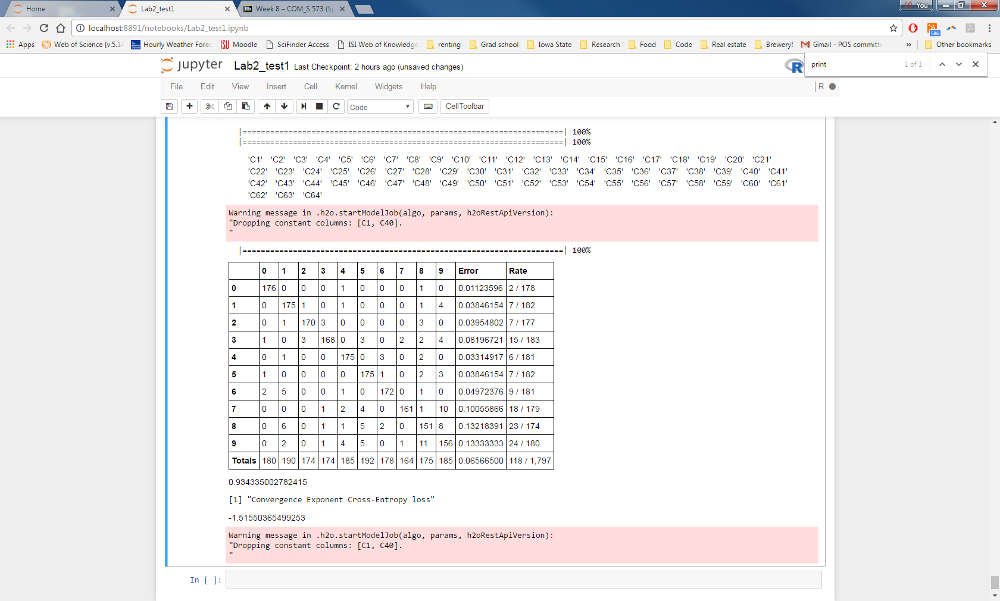 Home
Lab2_test1
Week 8 – COM_S 573 (Sp
You
localhost:8891/notebooks/Lab2_test1.ipynb
586
Apps Web of Science [v.5.1 Hourly Weather Fore Moodle SciFinder Access ISI Web of Knowledge renting Grad school Iowa State Research Food Code Real estate Brewery! Gmail - POS committe » Other bookmarks
jupyter Lab2_test1 Last Checkpoint: 2 hours ago (unsaved changes)
R
print 1 of 1
File Edit View Insert Cell Kernel Widgets Help
R
Code CellToolbar
|======================================================================| 100%
|======================================================================| 100%
'C1' 'C2' 'C3' 'C4' 'C5' 'C6' 'C7' 'C8' 'C9' 'C10' 'C11' 'C12' 'C13' 'C14' 'C15' 'C16' 'C17' 'C18' 'C19' 'C20' 'C21'
'C22' 'C23' 'C24' 'C25' 'C26' 'C27' 'C28' 'C29' 'C30' 'C31' 'C32' 'C33' 'C34' 'C35' 'C36' 'C37' 'C38' 'C39' 'C40' 'C41'
'C42' 'C43' 'C44' 'C45' 'C46' 'C47' 'C48' 'C49' 'C50' 'C51' 'C52' 'C53' 'C54' 'C55' 'C56' 'C57' 'C58' 'C59' 'C60' 'C61'
'C62' 'C63' 'C64'
Warning message in .h2o.startModelJob(algo, params, h2oRestApiVersion):
"Dropping constant columns: [C1, C40].
"
|======================================================================| 100%
0 1 2 3 4 5 6 7 8 9 Error Rate
0 176 0 0 0 1 0 0 0 1 0 0.01123596 2 / 178
1 0 175 1 0 1 0 0 0 1 4 0.03846154 7 / 182
2 0 1 170 3 0 0 0 0 3 0 0.03954802 7 / 177
3 1 0 3 168 0 3 0 2 2 4 0.08196721 15 / 183
4 0 1 0 0 175 0 3 0 2 0 0.03314917 6 / 181
5 1 0 0 0 0 175 1 0 2 3 0.03846154 7 / 182
6 2 5 0 0 1 0 172 0 1 0 0.04972376 9 / 181
7 0 0 0 1 2 4 0 161 1 10 0.10055866 18 / 179
8 0 6 0 1 1 5 2 0 151 8 0.13218391 23 / 174
9 0 2 0 1 4 5 0 1 11 156 0.13333333 24 / 180
Totals 180 190 174 174 185 192 178 164 175 185 0.06566500 118 / 1,797
0.934335002782415
[1] "Convergence Exponent Cross-Entropy loss"
-1.51550365499253
Warning message in .h2o.startModelJob(algo, params, h2oRestApiVersion):
"Dropping constant columns: [C1, C40].
"
In [ ]: